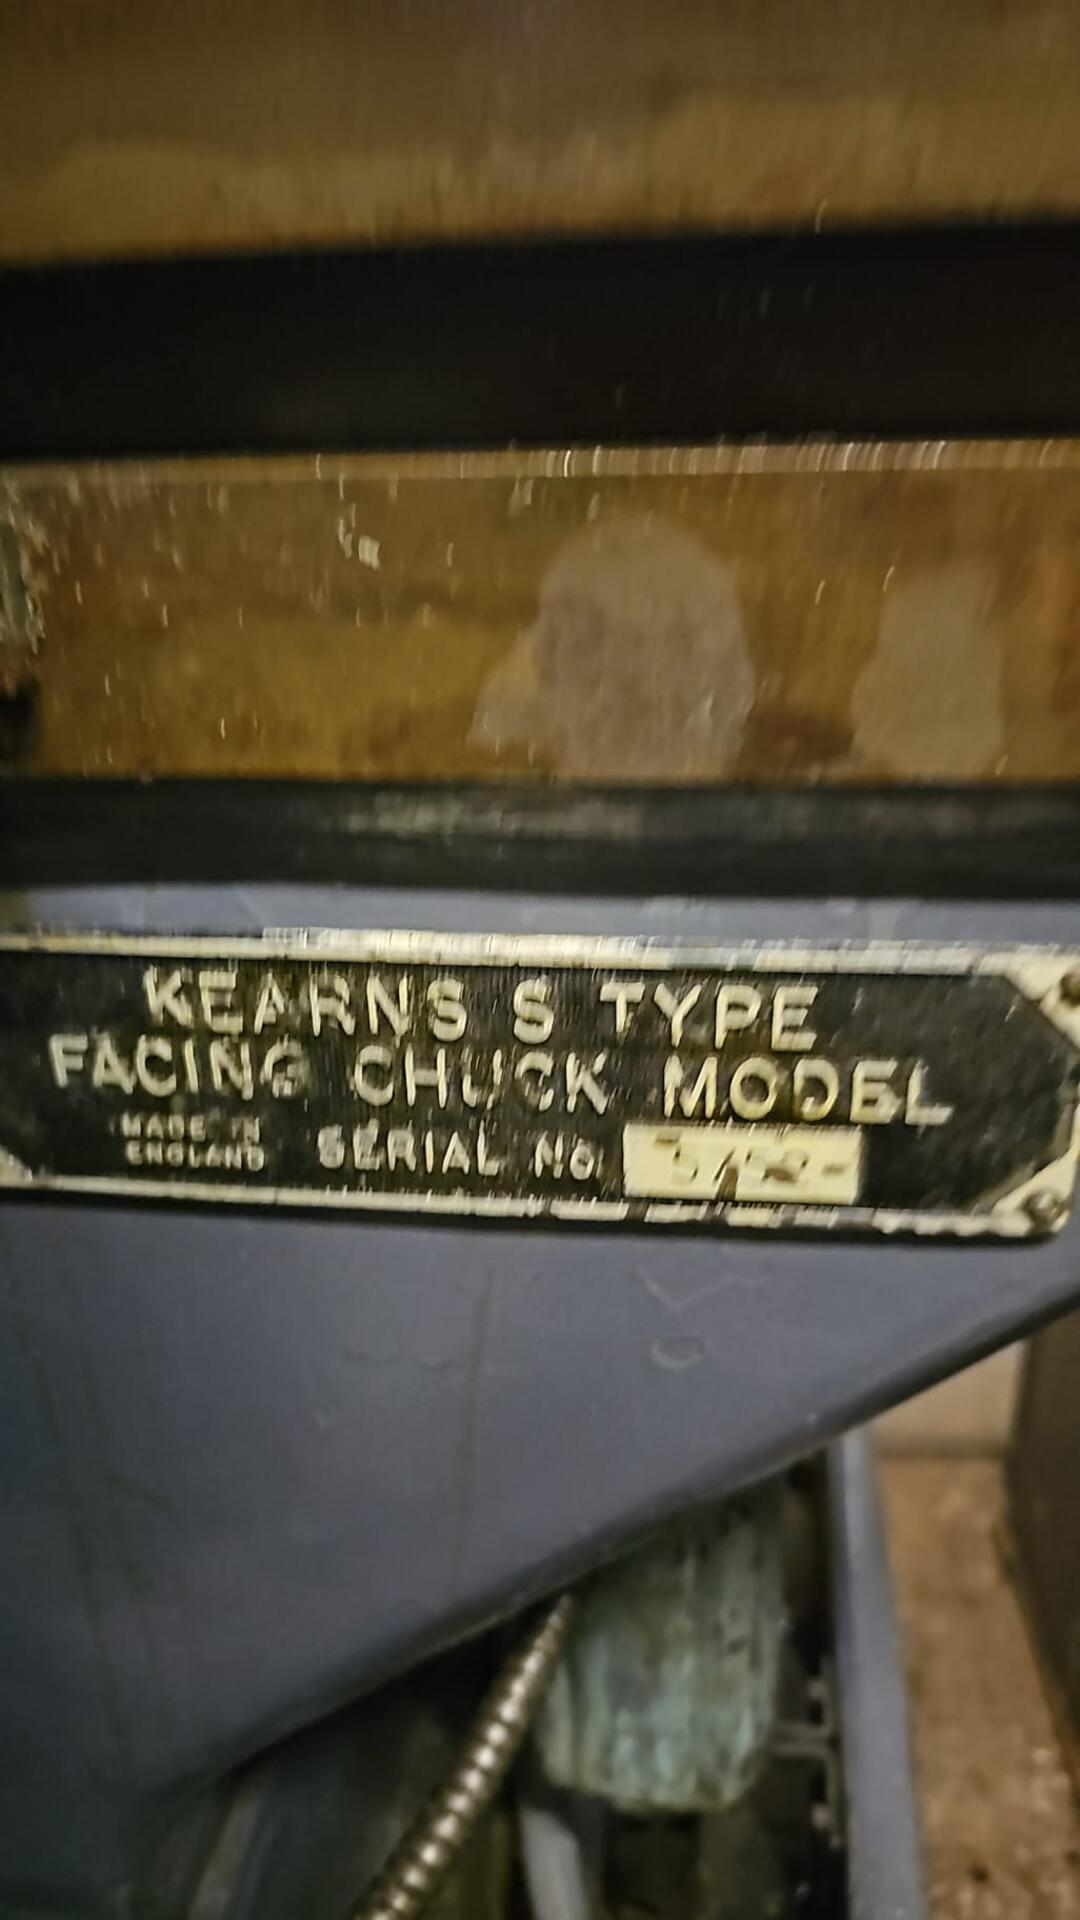 KEARNS S TYPE
FACING CHUCK MODEL
MADE IN
ENGLAND
SERIAL NO